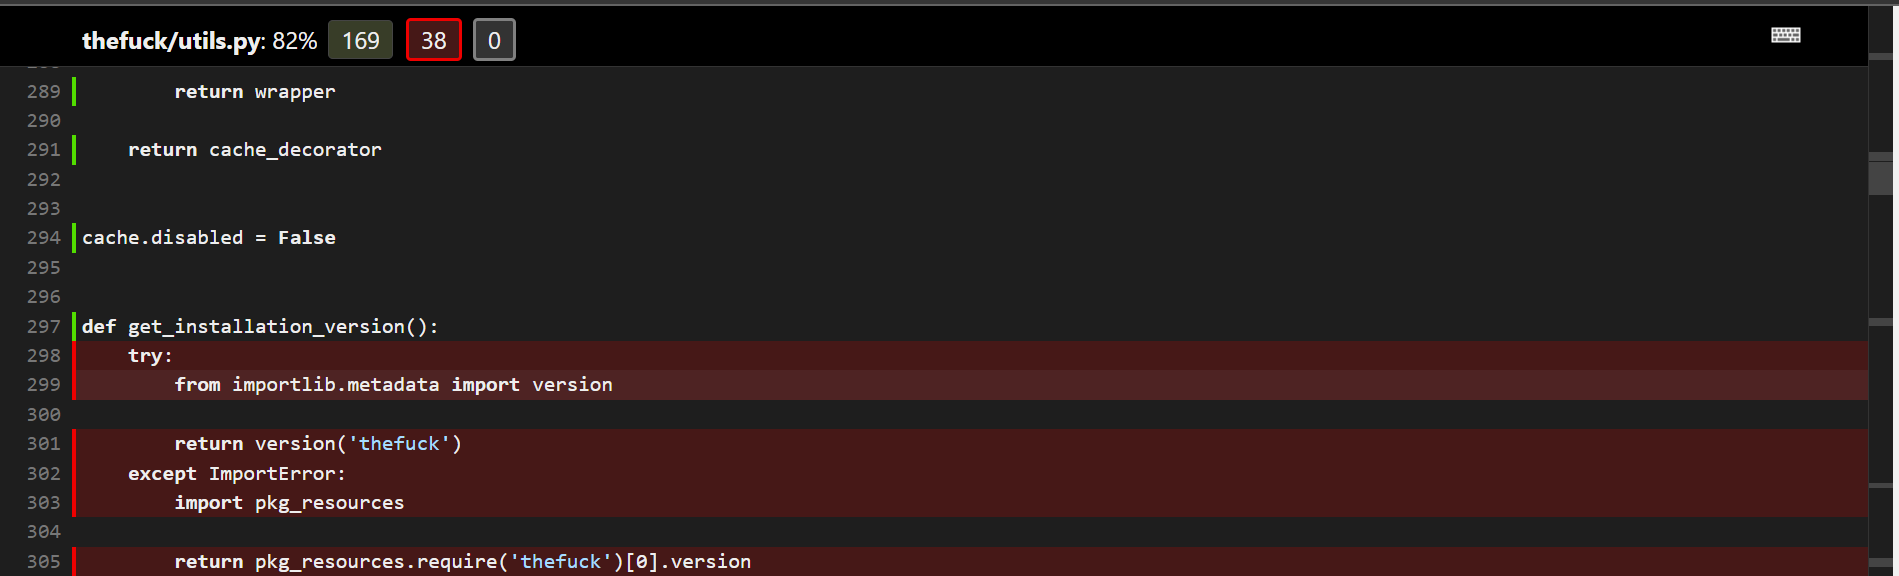 thefuck/utils.py: 82% 169 38 0
289 return wrapper
290
291 return cache_decorator
292
293
294 cache.disabled = False
295
296
297 def get_installation_version():
298 try:
299 from importlib.metadata import version
300
301 return version('thefuck')
302 except ImportError:
303 import pkg_resources
304
305 return pkg_resources.require('thefuck')[0].version